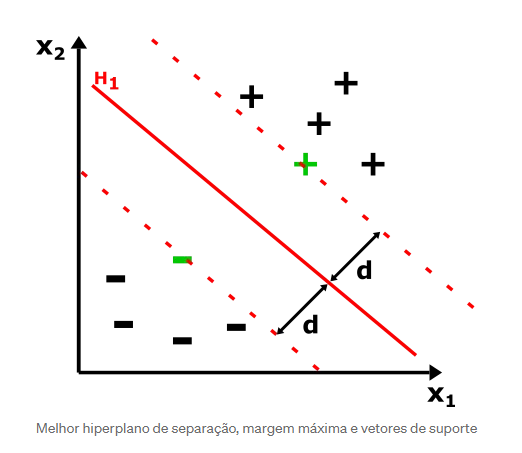 x2
H1
d
d
x1
Melhor hiperplano de separação, margem máxima e vetores de suporte